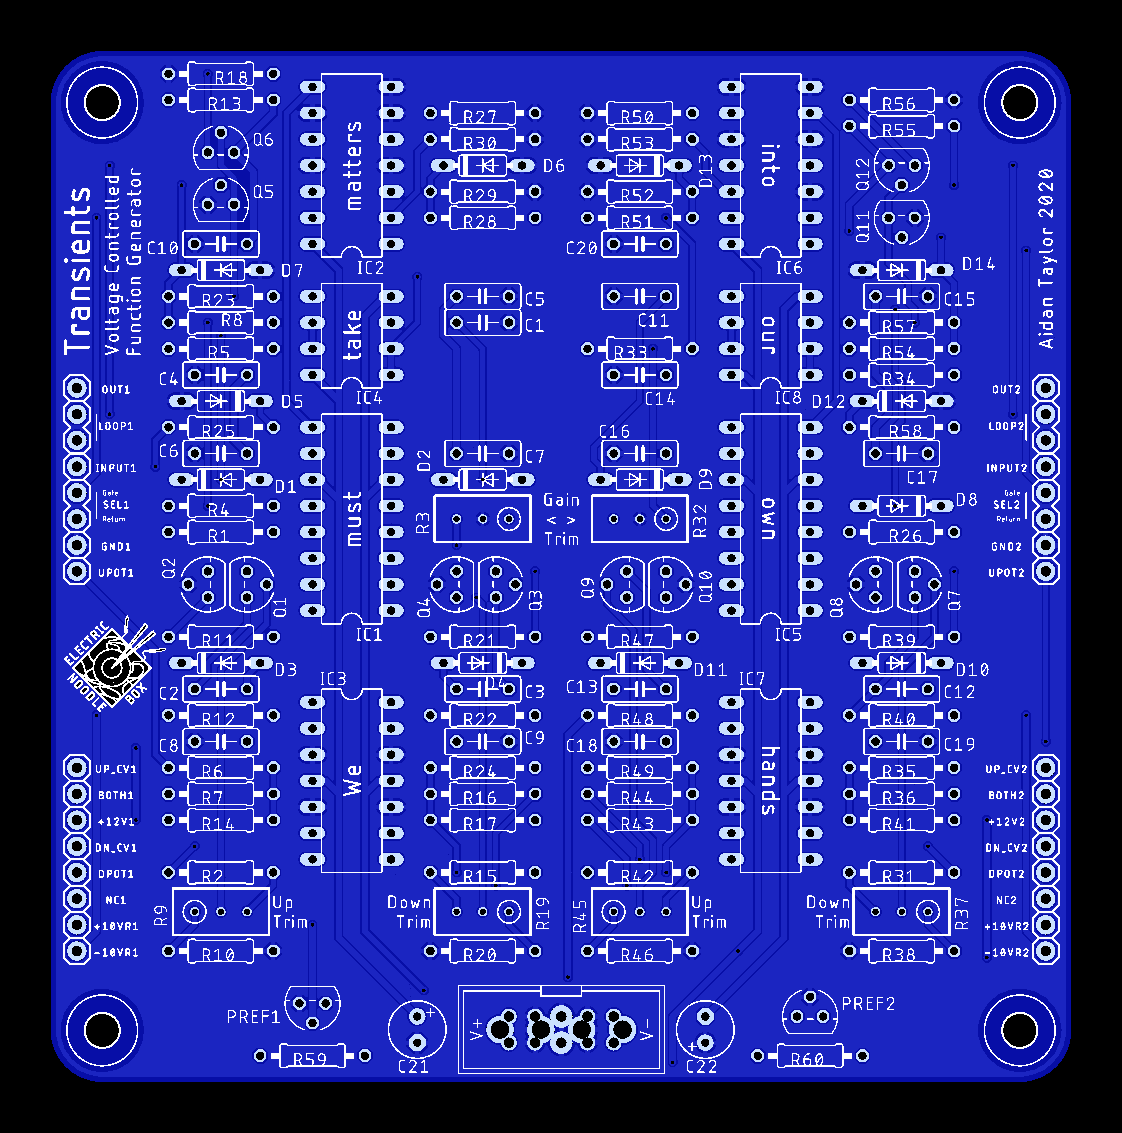 R18
R13
Q6
Q5
C10
D7
R23
R8
R5
C4
D5
R25
C6
D1
R4
R1
Q2
Q1
R11
D3
C2
R12
C8
R6
R7
R14
R2
R9
Up
Trim
R10
PREF1
R59
Transients
Voltage Controlled
Function Generator
OUT1
LOOP1
INPUT1
Gate
SEL1
Return
GND1
UPOT1
ELECTRIC
NOODLE
BOX
UP_CV1
BOTH1
+12V1
DN_CV1
DPOT1
NC1
+10VR1
-10VR1
matters
IC2
take
IC4
must
IC1
IC3
We
R27
R30
D6
R29
R28
C5
C1
D2
C7
R3
Gain
< >
Trim
Q4
Q3
R21
D4
C3
R22
C9
R24
R16
R17
R15
Down
Trim
R19
R20
C21
V+
V-
R50
R53
D13
R52
R51
C20
C11
R33
C14
C16
D9
R32
Q9
Q10
R47
D11
C13
R48
C18
R49
R44
R43
R42
R45
Up
Trim
R46
C22
into
IC6
our
IC8
own
IC5
IC7
hands
R56
R55
Q12
Q11
D14
C15
R57
R54
R34
D12
R58
C17
D8
R26
Q8
Q7
R39
D10
C12
R40
C19
R35
R36
R41
R31
Down
Trim
R37
R38
PREF2
R60
Aidan Taylor 2020
OUT2
LOOP2
INPUT2
Gate
SEL2
Return
GND2
UPOT2
UP_CV2
BOTH2
+12V2
DN_CV2
DPOT2
NC2
+10VR2
-10VR2